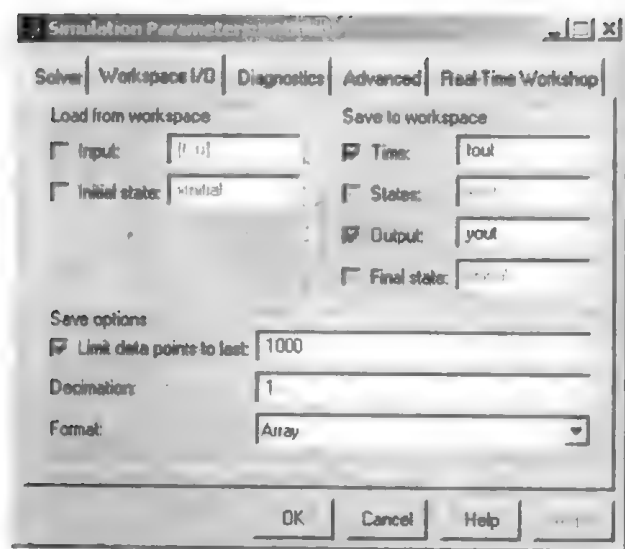 Simulation Parameters:
Solver Workspace I/O Diagnostics Advanced Real-Time Workshop
Load from workspace
Save to workspace
Input: [t, u]
Time: tout
Initial state: xInitial
States:
Output: yout
Final state:
Save options
Limit data points to last: 1000
Decimation: 1
Format: Array
OK Cancel Help